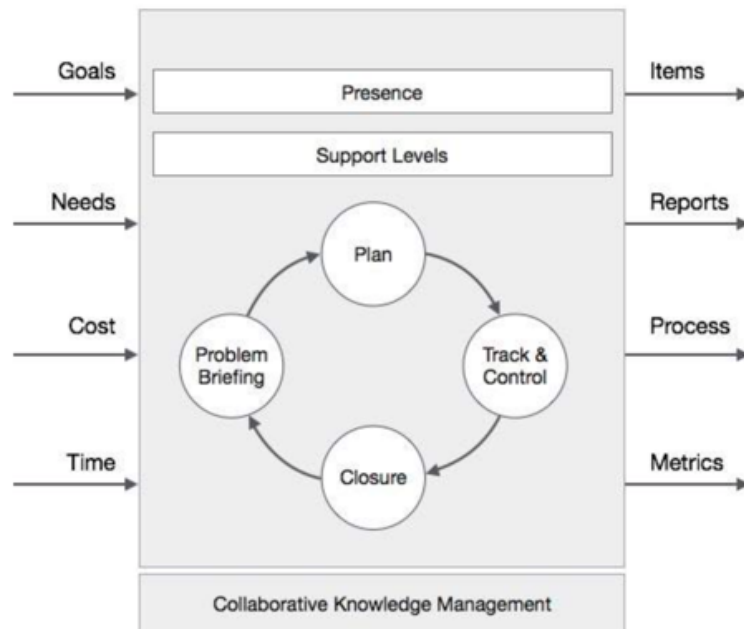 Goals
Items
Presence
Support Levels
Needs
Reports
Plan
Cost
Problem
Briefing
Track &
Control
Process
Time
Closure
Metrics
Collaborative Knowledge Management